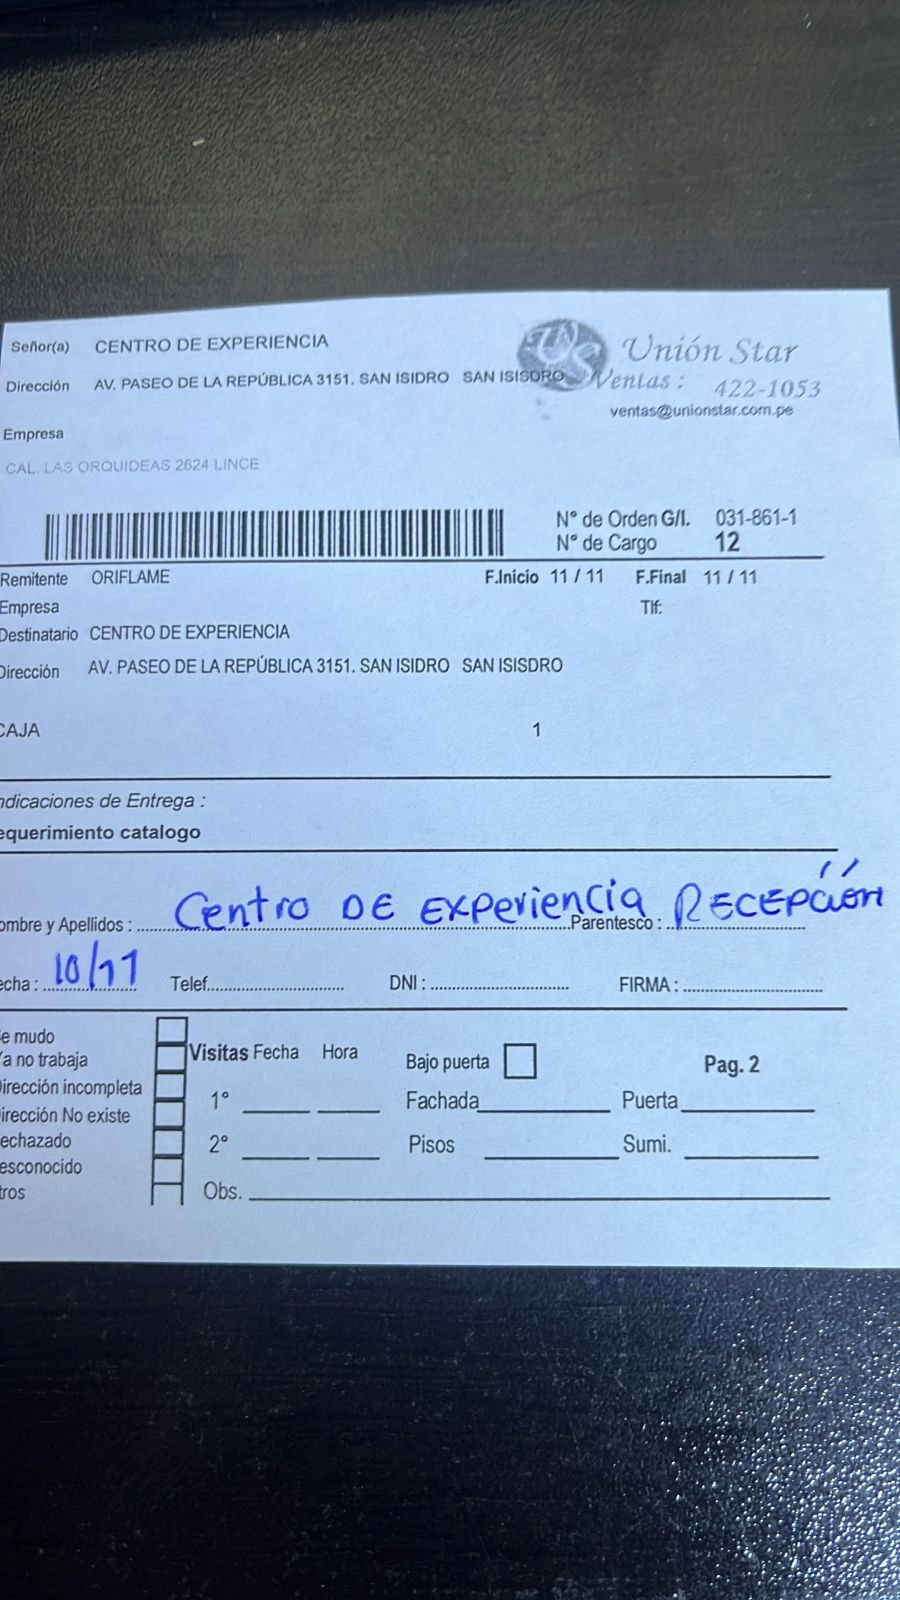 Señor(a) CENTRO DE EXPERIENCIA
Unión Star
Dirección AV. PASEO DE LA REPÚBLICA 3151. SAN ISIDRO SAN ISISDRO
Ventas : 422-1053
ventas@unionstar.com.pe
Empresa
CAL. LAS ORQUIDEAS 2624 LINCE
N° de Orden G/I. 031-861-1
N° de Cargo 12
Remitente ORIFLAME F.Inicio 11 / 11 F.Final 11 / 11
Empresa Tlf:
Destinatario CENTRO DE EXPERIENCIA
Dirección AV. PASEO DE LA REPÚBLICA 3151. SAN ISIDRO SAN ISISDRO
CAJA 1
ndicaciones de Entrega :
equerimiento catalogo
ombre y Apellidos : Centro DE EXPeriencia Parentesco : RECEPCIÓN
echa : 10/11 Telef. DNI : FIRMA :
e mudo
Ya no trabaja Visitas Fecha Hora Bajo puerta Pag. 2
irección incompleta 1° Fachada Puerta
irección No existe
echazado 2° Pisos Sumi.
esconocido
tros Obs.